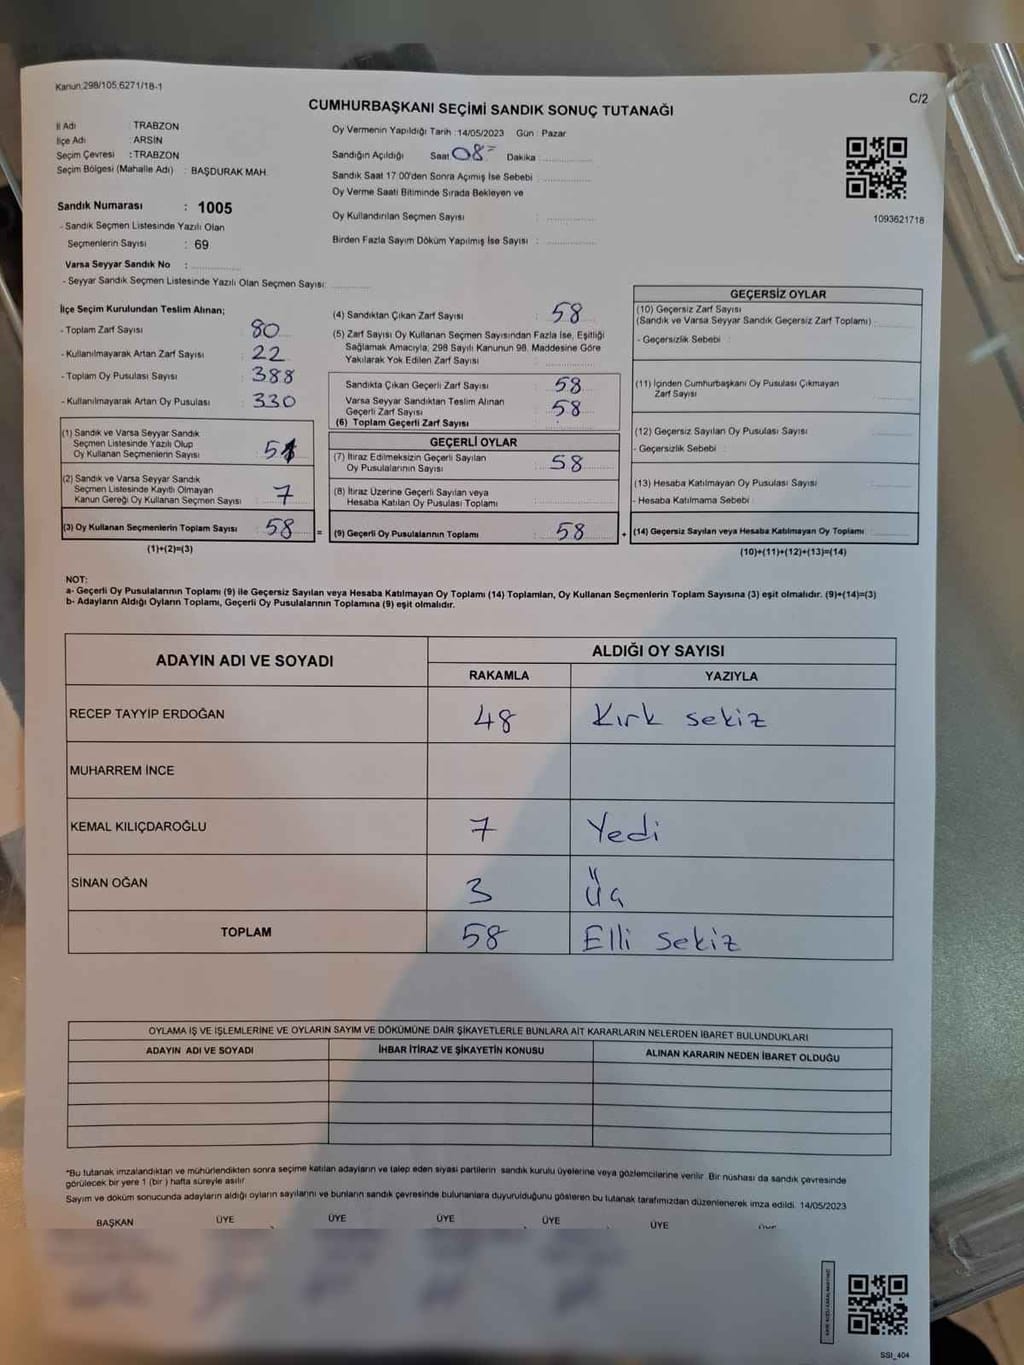 Kanun:298/105,6271/18-1
C/2
CUMHURBAŞKANI SEÇİMİ SANDIK SONUÇ TUTANAĞI
İl Adı : TRABZON
İlçe Adı : ARSİN
Seçim Çevresi : TRABZON
Seçim Bölgesi (Mahalle Adı) : BAŞDURAK MAH.
Sandık Numarası : 1005
- Sandık Seçmen Listesinde Yazılı Olan
Seçmenlerin Sayısı : 69
Varsa Seyyar Sandık No :
- Seyyar Sandık Seçmen Listesinde Yazılı Olan Seçmen Sayısı:
Oy Vermenin Yapıldığı Tarih :14/05/2023 Gün : Pazar
Sandığın Açıldığı Saat 08 Dakika :
Sandık Saat 17:00'den Sonra Açımış İse Sebebi :
Oy Verme Saati Bitiminde Sırada Bekleyen ve
Oy Kullandırılan Seçmen Sayısı :
Birden Fazla Sayım Döküm Yapılmış İse Sayısı :
1093621718
İlçe Seçim Kurulundan Teslim Alınan;
- Toplam Zarf Sayısı : 80
- Kullanılmayarak Artan Zarf Sayısı : 22
- Toplam Oy Pusulası Sayısı : 388
- Kullanılmayarak Artan Oy Pusulası : 330
(1) Sandık ve Varsa Seyyar Sandık
Seçmen Listesinde Yazılı Olup
Oy Kullanan Seçmenlerin Sayısı : 51
(2) Sandık ve Varsa Seyyar Sandık
Seçmen Listesinde Kayıtlı Olmayan
Kanun Gereği Oy Kullanan Seçmen Sayısı : 7
(3) Oy Kullanan Seçmenlerin Toplam Sayısı : 58 =
(1)+(2)=(3)
(4) Sandıktan Çıkan Zarf Sayısı : 58
(5) Zarf Sayısı Oy Kullanan Seçmen Sayısından Fazla İse, Eşitliği
Sağlamak Amacıyla; 298 Sayılı Kanunun 98. Maddesine Göre
Yakılarak Yok Edilen Zarf Sayısı :
Sandıkta Çıkan Geçerli Zarf Sayısı : 58
Varsa Seyyar Sandıktan Teslim Alınan
Geçerli Zarf Sayısı : 58
(6) Toplam Geçerli Zarf Sayısı :
GEÇERLİ OYLAR
(7) İtiraz Edilmeksizin Geçerli Sayılan
Oy Pusulalarının Sayısı : 58
(8) İtiraz Üzerine Geçerli Sayılan veya
Hesaba Katılan Oy Pusulası Toplamı :
(9) Geçerli Oy Pusulalarının Toplamı : 58 +
GEÇERSİZ OYLAR
(10) Geçersiz Zarf Sayısı
(Sandık ve Varsa Seyyar Sandık Geçersiz Zarf Toplamı) :
- Geçersizlik Sebebi :
(11) İçinden Cumhurbaşkanı Oy Pusulası Çıkmayan
Zarf Sayısı :
(12) Geçersiz Sayılan Oy Pusulası Sayısı :
- Geçersizlik Sebebi :
(13) Hesaba Katılmayan Oy Pusulası Sayısı :
- Hesaba Katılmama Sebebi :
(14) Geçersiz Sayılan veya Hesaba Katılmayan Oy Toplamı :
(10)+(11)+(12)+(13)=(14)
NOT:
a- Geçerli Oy Pusulalarının Toplamı (9) ile Geçersiz Sayılan veya Hesaba Katılmayan Oy Toplamı (14) Toplamları, Oy Kullanan Seçmenlerin Toplam Sayısına (3) eşit olmalıdır. (9)+(14)=(3)
b- Adayların Aldığı Oyların Toplamı, Geçerli Oy Pusulalarının Toplamına (9) eşit olmalıdır.
ADAYIN ADI VE SOYADI
ALDIĞI OY SAYISI
RAKAMLA YAZIYLA
RECEP TAYYİP ERDOĞAN 48 Kırk sekiz
MUHARREM İNCE
KEMAL KILIÇDAROĞLU 7 Yedi
SİNAN OĞAN 3 Üç
TOPLAM 58 Elli sekiz
OYLAMA İŞ VE İŞLEMLERİNE VE OYLARIN SAYIM VE DÖKÜMÜNE DAİR ŞİKAYETLERLE BUNLARA AİT KARARLARIN NELERDEN İBARET BULUNDUKLARI
ADAYIN ADI VE SOYADI İHBAR İTİRAZ VE ŞİKAYETİN KONUSU ALINAN KARARIN NEDEN İBARET OLDUĞU
*Bu tutanak imzalandıktan ve mühürlendikten sonra seçime katılan adayların ve talep eden siyasi partilerin sandık kurulu üyelerine veya gözlemcilerine verilir. Bir nüshası da sandık çevresinde
görülecek bir yere 1 (bir) hafta süreyle asılır.
Sayım ve döküm sonucunda adayların aldığı oyların sayılarını ve bunların sandık çevresinde bulunanlara duyurulduğunu gösteren bu tutanak tarafımızdan düzenlenerek imza edildi. 14/05/2023
BAŞKAN ÜYE ÜYE ÜYE ÜYE ÜYE ÜYE
SSI_404